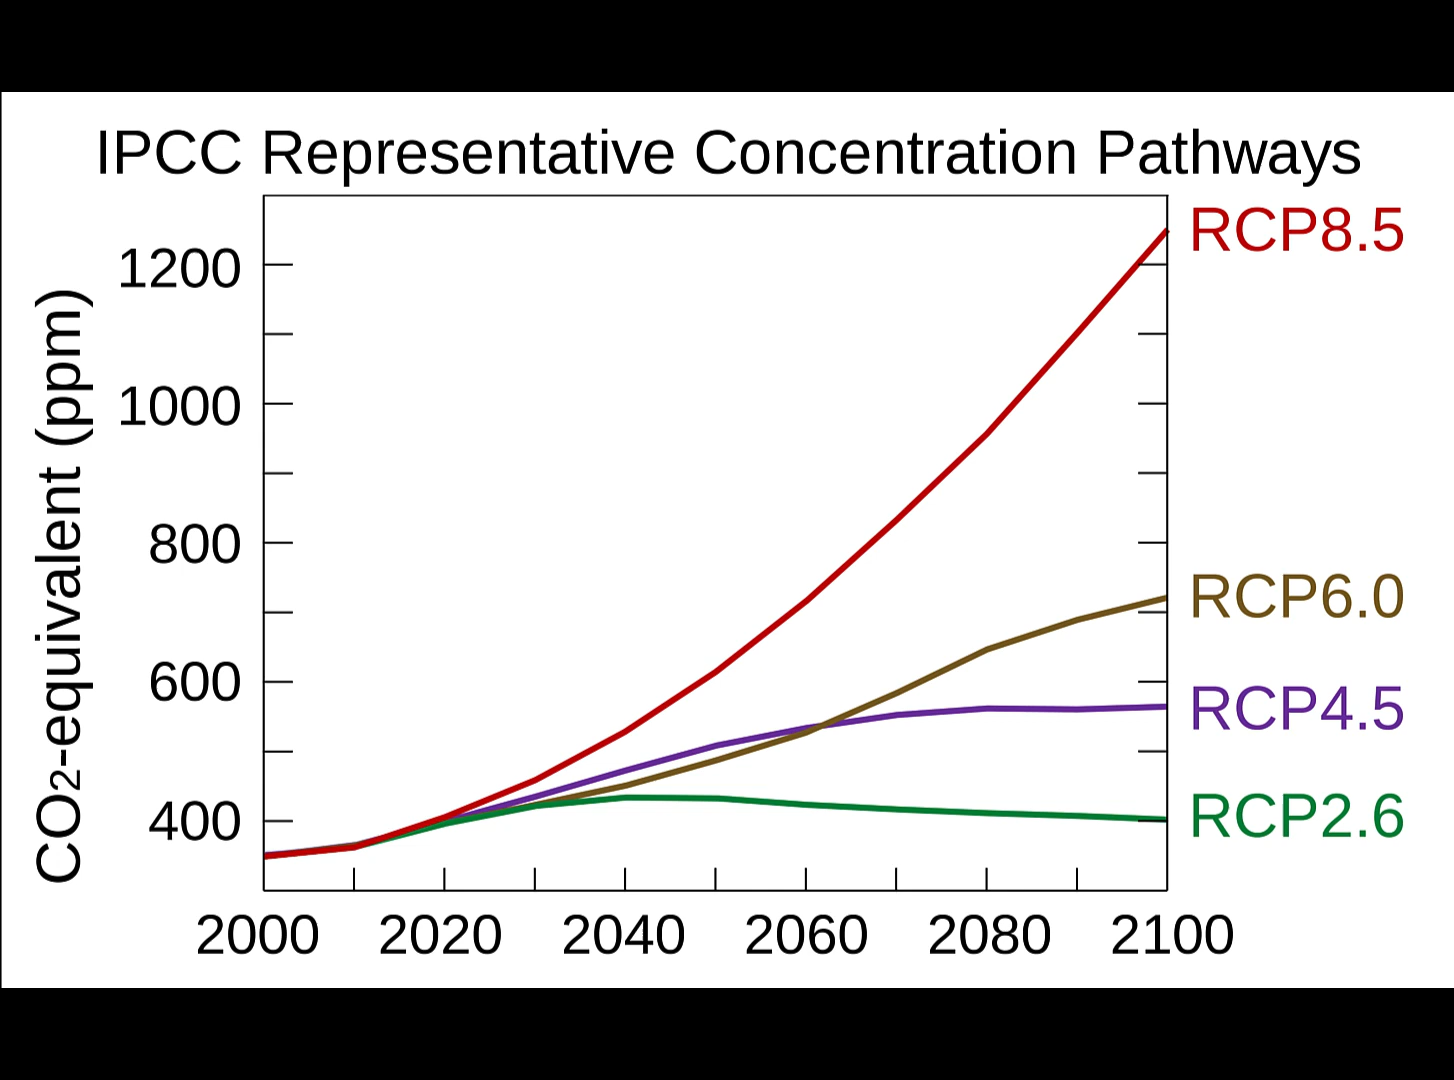 IPCC Representative Concentration Pathways
CO2-equivalent (ppm)
1200
1000
800
600
400
2000 2020 2040 2060 2080 2100
RCP8.5
RCP6.0
RCP4.5
RCP2.6